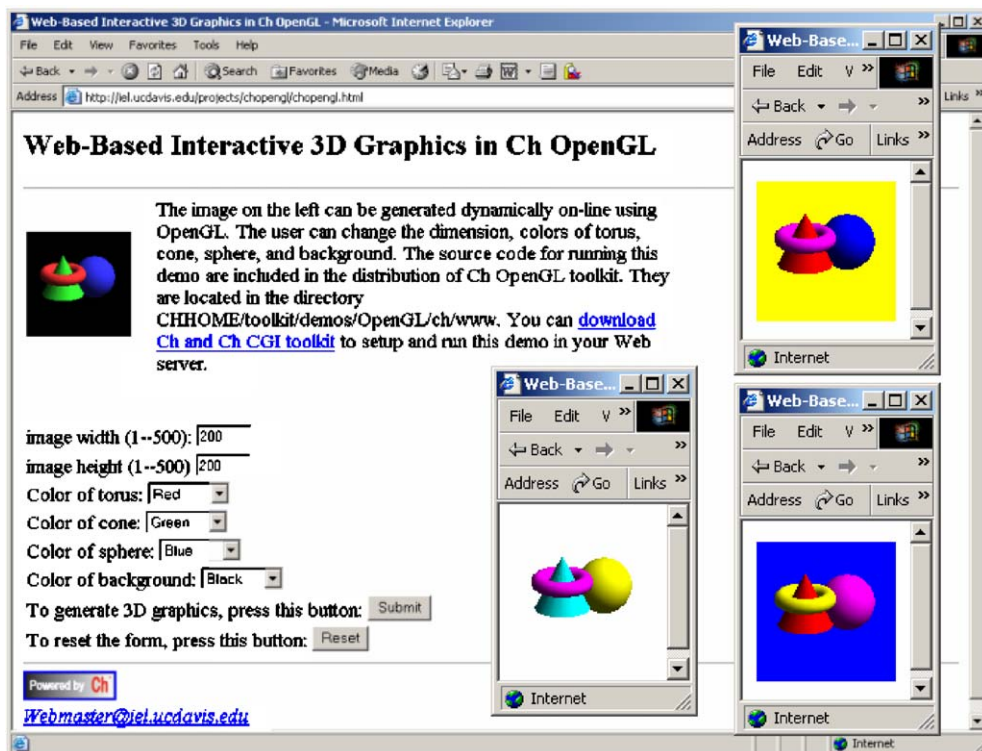 Web-Based Interactive 3D Graphics in Ch OpenGL - Microsoft Internet Explorer
File Edit View Favorites Tools Help
Back Search Favorites Media
Address http://iel.ucdavis.edu/projects/chopengl/chopengl.html
Links »
Web-Based Interactive 3D Graphics in Ch OpenGL
The image on the left can be generated dynamically on-line using
OpenGL. The user can change the dimension, colors of torus,
cone, sphere, and background. The source code for running this
demo are included in the distribution of Ch OpenGL toolkit. They
are located in the directory
CHHOME/toolkit/demos/OpenGL/ch/www. You can download
Ch and Ch CGI toolkit to setup and run this demo in your Web
server.
image width (1--500): 200
image height (1--500) 200
Color of torus: Red
Color of cone: Green
Color of sphere: Blue
Color of background: Black
To generate 3D graphics, press this button: Submit
To reset the form, press this button: Reset
Powered by Ch
Webmaster@iel.ucdavis.edu
Internet
Web-Base...
File Edit V »
Back »
Address Go Links »
Internet
Web-Base...
File Edit V »
Back »
Address Go Links »
Internet
Web-Base...
File Edit V »
Back »
Address Go Links »
Internet